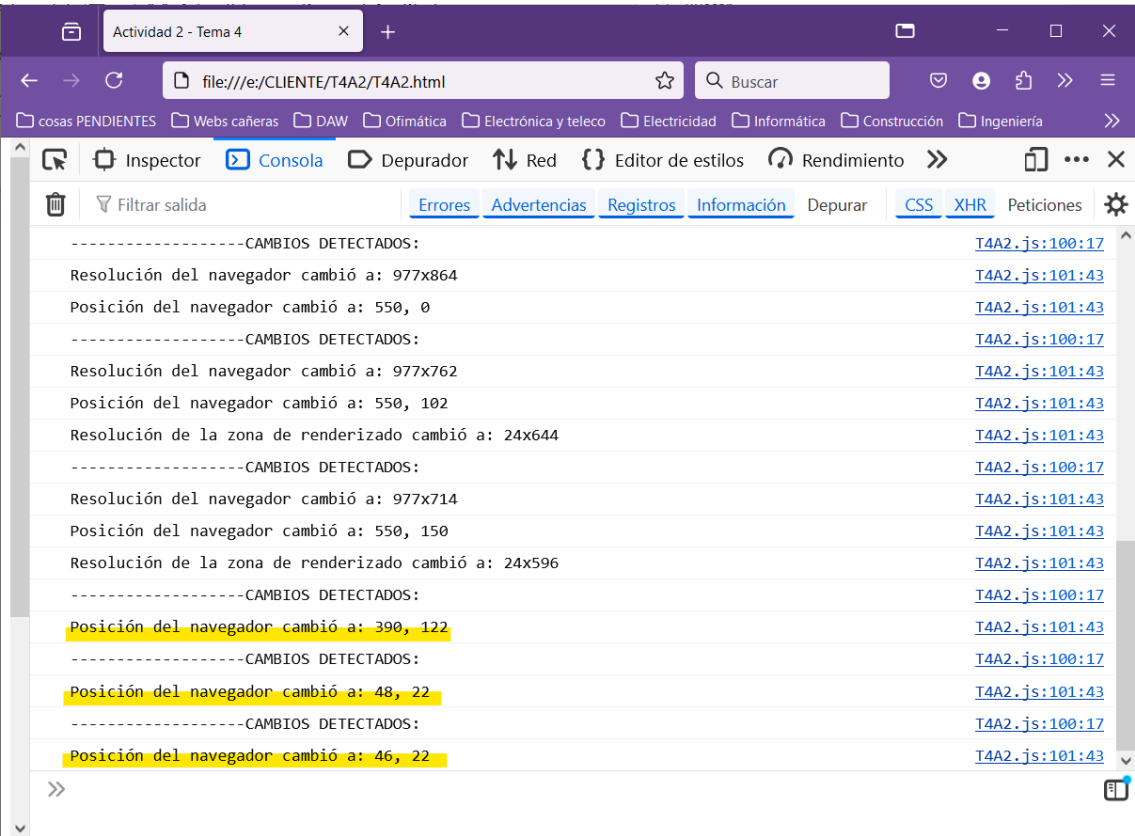 Actividad 2 - Tema 4
file:///e:/CLIENTE/T4A2/T4A2.html
Buscar
cosas PENDIENTES Webs cañeras DAW Ofimática Electrónica y teleco Electricidad Informática Construcción Ingeniería
Inspector Consola Depurador Red Editor de estilos Rendimiento
Filtrar salida Errores Advertencias Registros Información Depurar CSS XHR Peticiones
-------------------CAMBIOS DETECTADOS: T4A2.js:100:17
Resolución del navegador cambió a: 977x864 T4A2.js:101:43
Posición del navegador cambió a: 550, 0 T4A2.js:101:43
-------------------CAMBIOS DETECTADOS: T4A2.js:100:17
Resolución del navegador cambió a: 977x762 T4A2.js:101:43
Posición del navegador cambió a: 550, 102 T4A2.js:101:43
Resolución de la zona de renderizado cambió a: 24x644 T4A2.js:101:43
-------------------CAMBIOS DETECTADOS: T4A2.js:100:17
Resolución del navegador cambió a: 977x714 T4A2.js:101:43
Posición del navegador cambió a: 550, 150 T4A2.js:101:43
Resolución de la zona de renderizado cambió a: 24x596 T4A2.js:101:43
-------------------CAMBIOS DETECTADOS: T4A2.js:100:17
Posición del navegador cambió a: 390, 122 T4A2.js:101:43
-------------------CAMBIOS DETECTADOS: T4A2.js:100:17
Posición del navegador cambió a: 48, 22 T4A2.js:101:43
-------------------CAMBIOS DETECTADOS: T4A2.js:100:17
Posición del navegador cambió a: 46, 22 T4A2.js:101:43